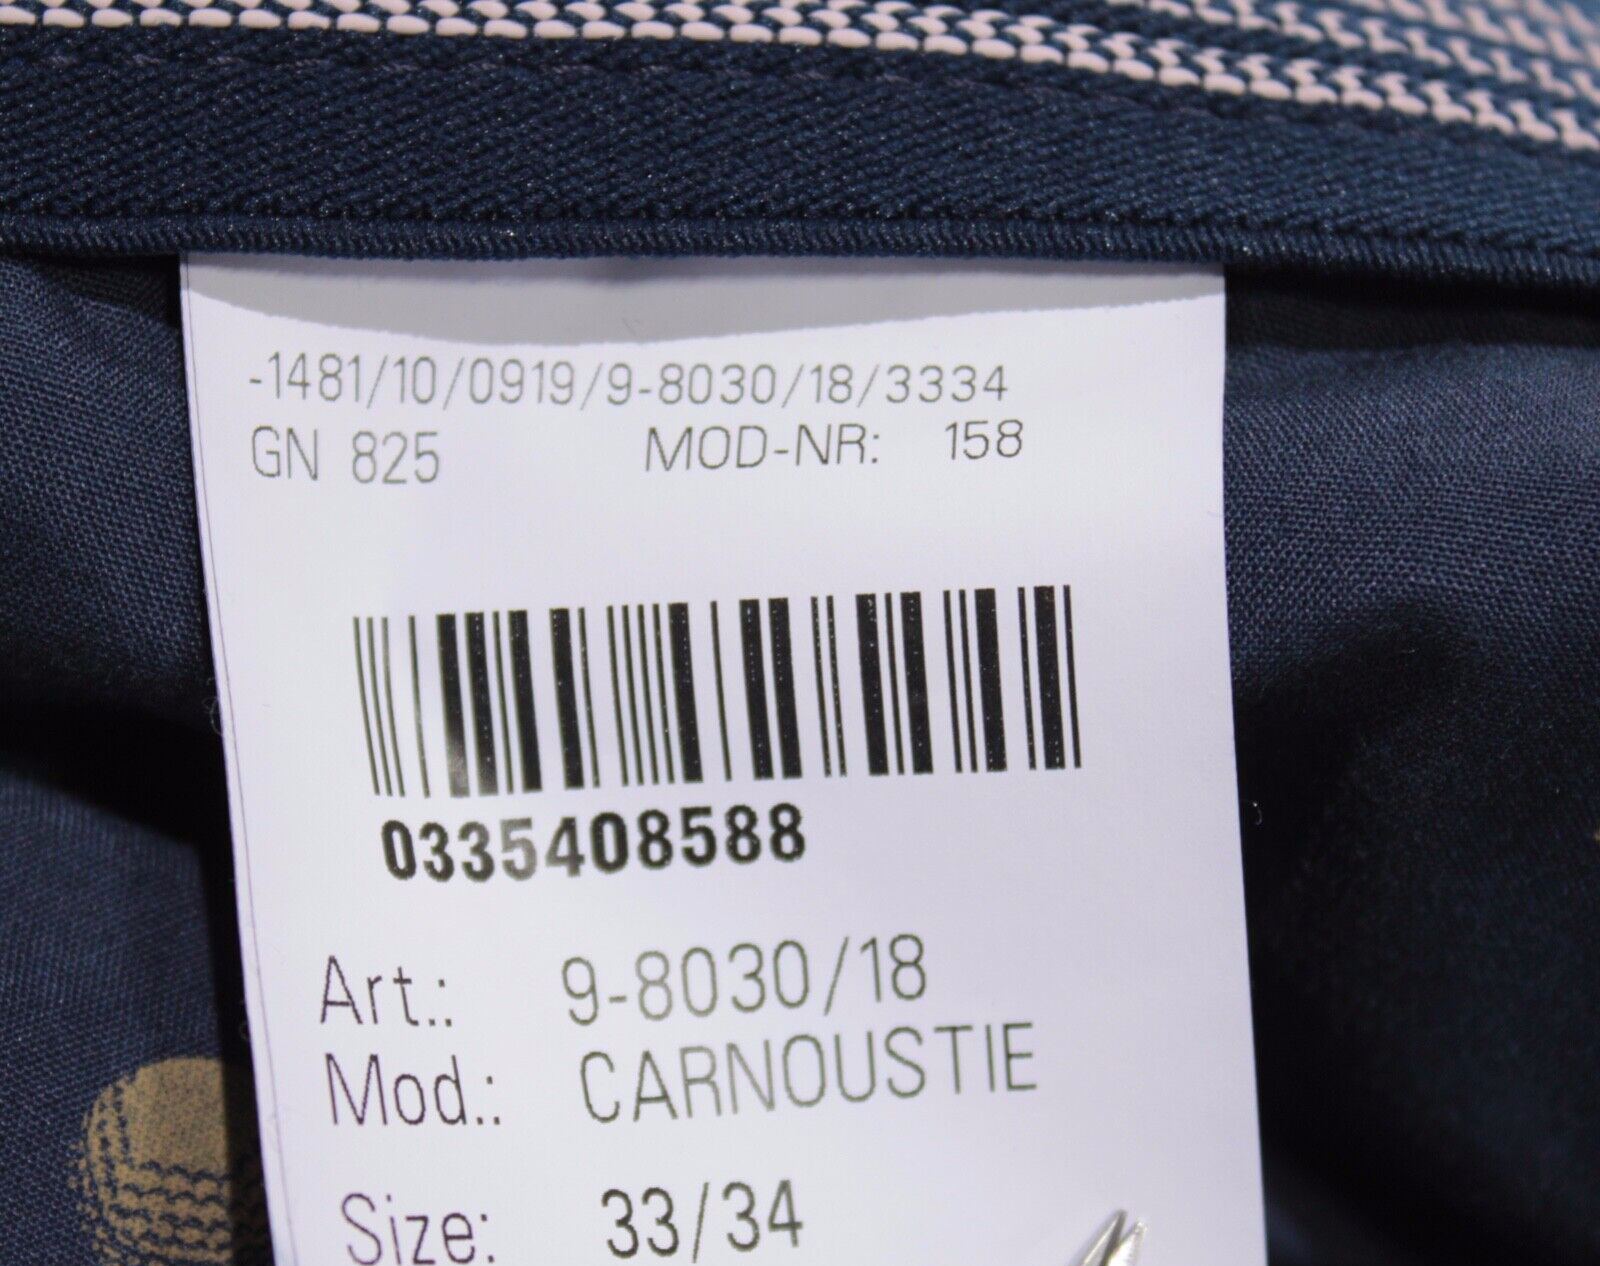 -1481/10/0919/9-8030/18/3334
GN 825 MOD-NR: 158
0335408588
Art.: 9-8030/18
Mod.: CARNOUSTIE
Size: 33/34